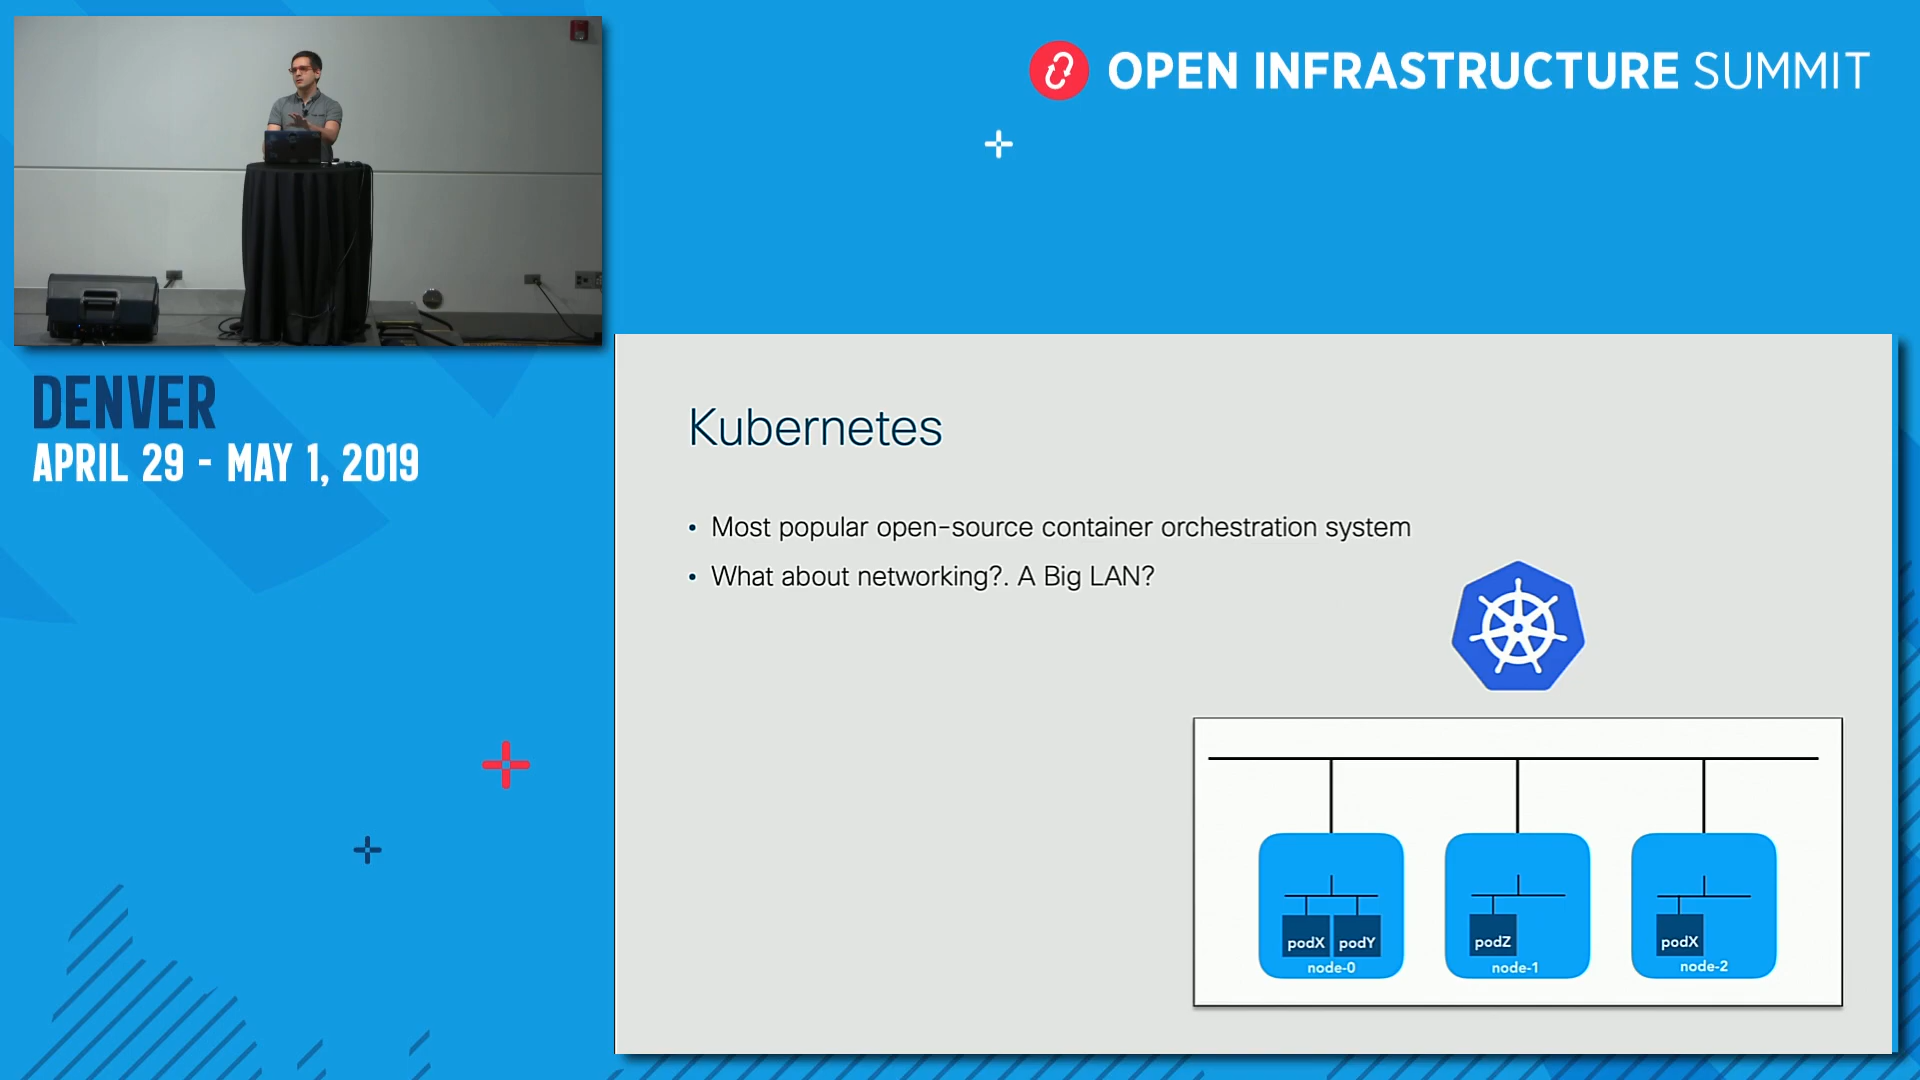 OPEN INFRASTRUCTURE SUMMIT
DENVER
APRIL 29 - MAY 1, 2019
Kubernetes
• Most popular open-source container orchestration system
• What about networking?. A Big LAN?
podX podY
node-0
podZ
node-1
podX
node-2